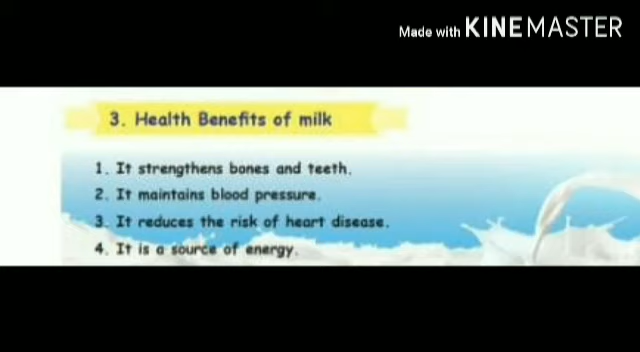 Made with KINEMASTER
3. Health Benefits of milk
1. It strengthens bones and teeth.
2. It maintains blood pressure.
3. It reduces the risk of heart disease.
4. It is a source of energy.